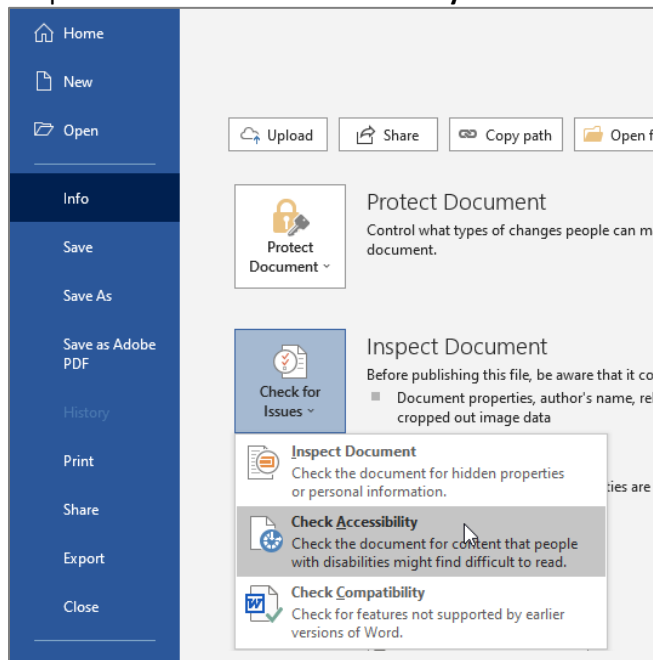 Home
New
Open
Info
Save
Save As
Save as Adobe
PDF
History
Print
Share
Export
Close
Upload
Share
Copy path
Open f
Protect
Document
Protect Document
Control what types of changes people can m
document.
Check for
Issues
Inspect Document
Before publishing this file, be aware that it co
Document properties, author's name, rel
cropped out image data
ties are
Inspect Document
Check the document for hidden properties
or personal information.
Check Accessibility
Check the document for content that people
with disabilities might find difficult to read.
Check Compatibility
Check for features not supported by earlier
versions of Word.